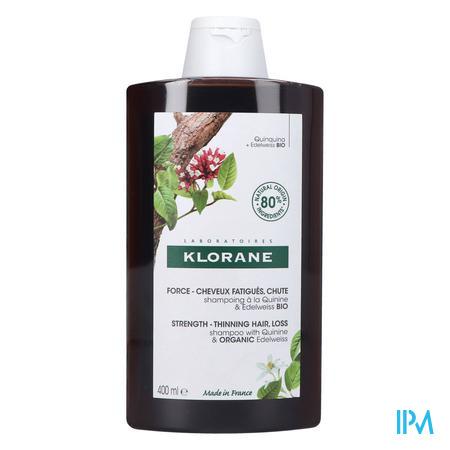 Quinquina
+ Edelweiss BIO
NATURAL ORIGIN
80%
INGREDIENTS*
LABORATOIRES
KLORANE
FORCE - CHEVEUX FATIGUÉS, CHUTE
shampoing à la Quinine
& Edelweiss BIO
STRENGTH - THINNING HAIR, LOSS
shampoo with Quinine
& ORGANIC Edelweiss
400 ml e
Made in France
IPM